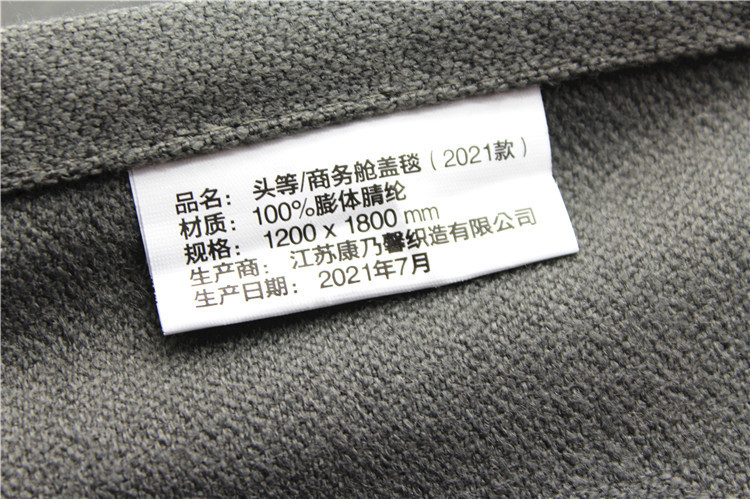 品名：头等/商务舱盖毯（2021款）
材质：100%膨体腈纶
规格：1200 x 1800 mm
生产商：江苏康乃馨织造有限公司
生产日期：2021年7月